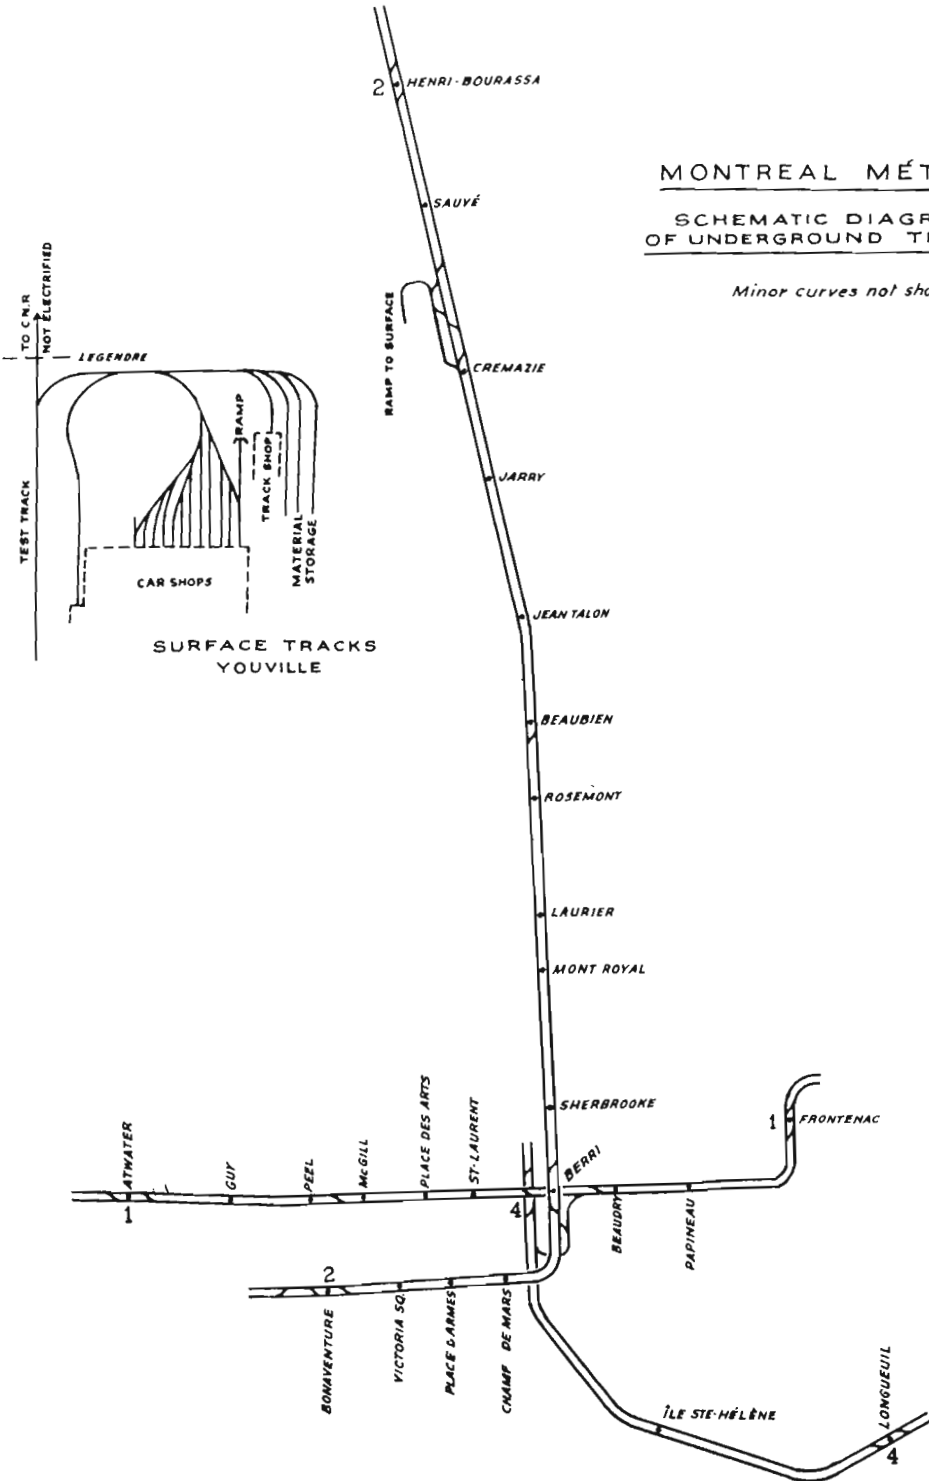 2 HENRI-BOURASSA
MONTREAL MÉT
SCHEMATIC DIAGR
OF UNDERGROUND T
Minor curves not sho
SAUVÉ
TO C.N.R
NOT ELECTRIFIED
LEGENDRE
RAMP TO SURFACE
CREMAZIE
RAMP
TRACK SHOP
MATERIAL
STORAGE
TEST TRACK
CAR SHOPS
JARRY
SURFACE TRACKS
YOUVILLE
JEAN TALON
BEAUBIEN
ROSEMONT
LAURIER
MONT ROYAL
SHERBROOKE
1 FRONTENAC
ATWATER
1
GUY
PEEL
McGILL
PLACE DES ARTS
ST-LAURENT
4
BERRI
BEAUDRY
PAPINEAU
2
BONAVENTURE
VICTORIA SQ.
PLACE D'ARMES
CHAMP DE MARS
ÎLE STE-HÉLÈNE
LONGUEUIL
4